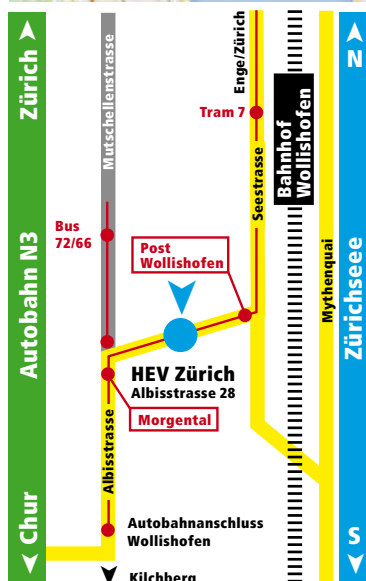 Zürich
Autobahn N3
Chur
Mutschellenstrasse
Enge/Zürich
Tram 7
Seestrasse
Bahnhof
Wollishofen
N
Zürichseee
S
Mythenquai
Bus
72/66
Post
Wollishofen
HEV Zürich
Albisstrasse 28
Morgental
Albisstrasse
Autobahnanschluss
Wollishofen
Kilchberg